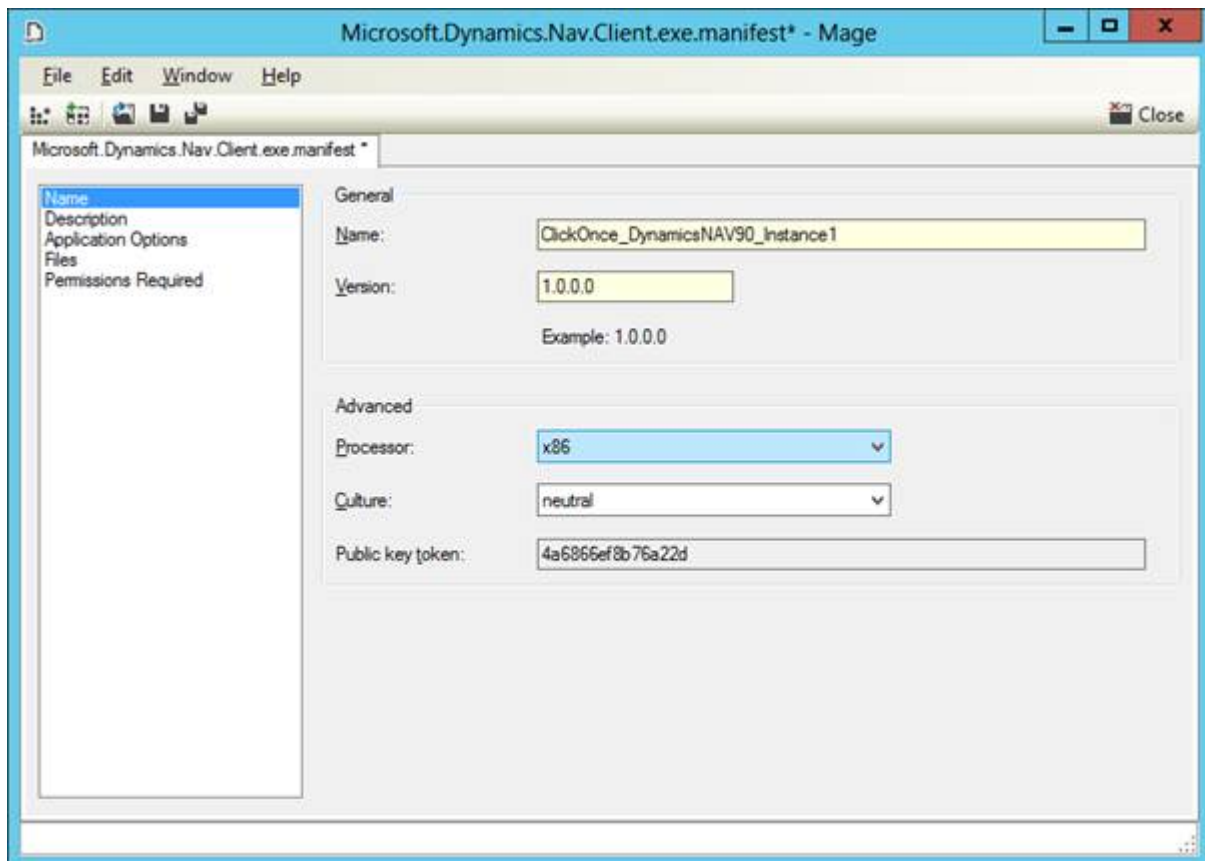 Microsoft.Dynamics.Nav.Client.exe.manifest* - Mage
File Edit Window Help
Close
Microsoft.Dynamics.Nav.Client.exe.manifest *
Name
Description
Application Options
Files
Permissions Required
General
Name: ClickOnce_DynamicsNAV90_Instance1
Version: 1.0.0.0
Example: 1.0.0.0
Advanced
Processor: x86
Culture: neutral
Public key token: 4a6866ef8b76a22d